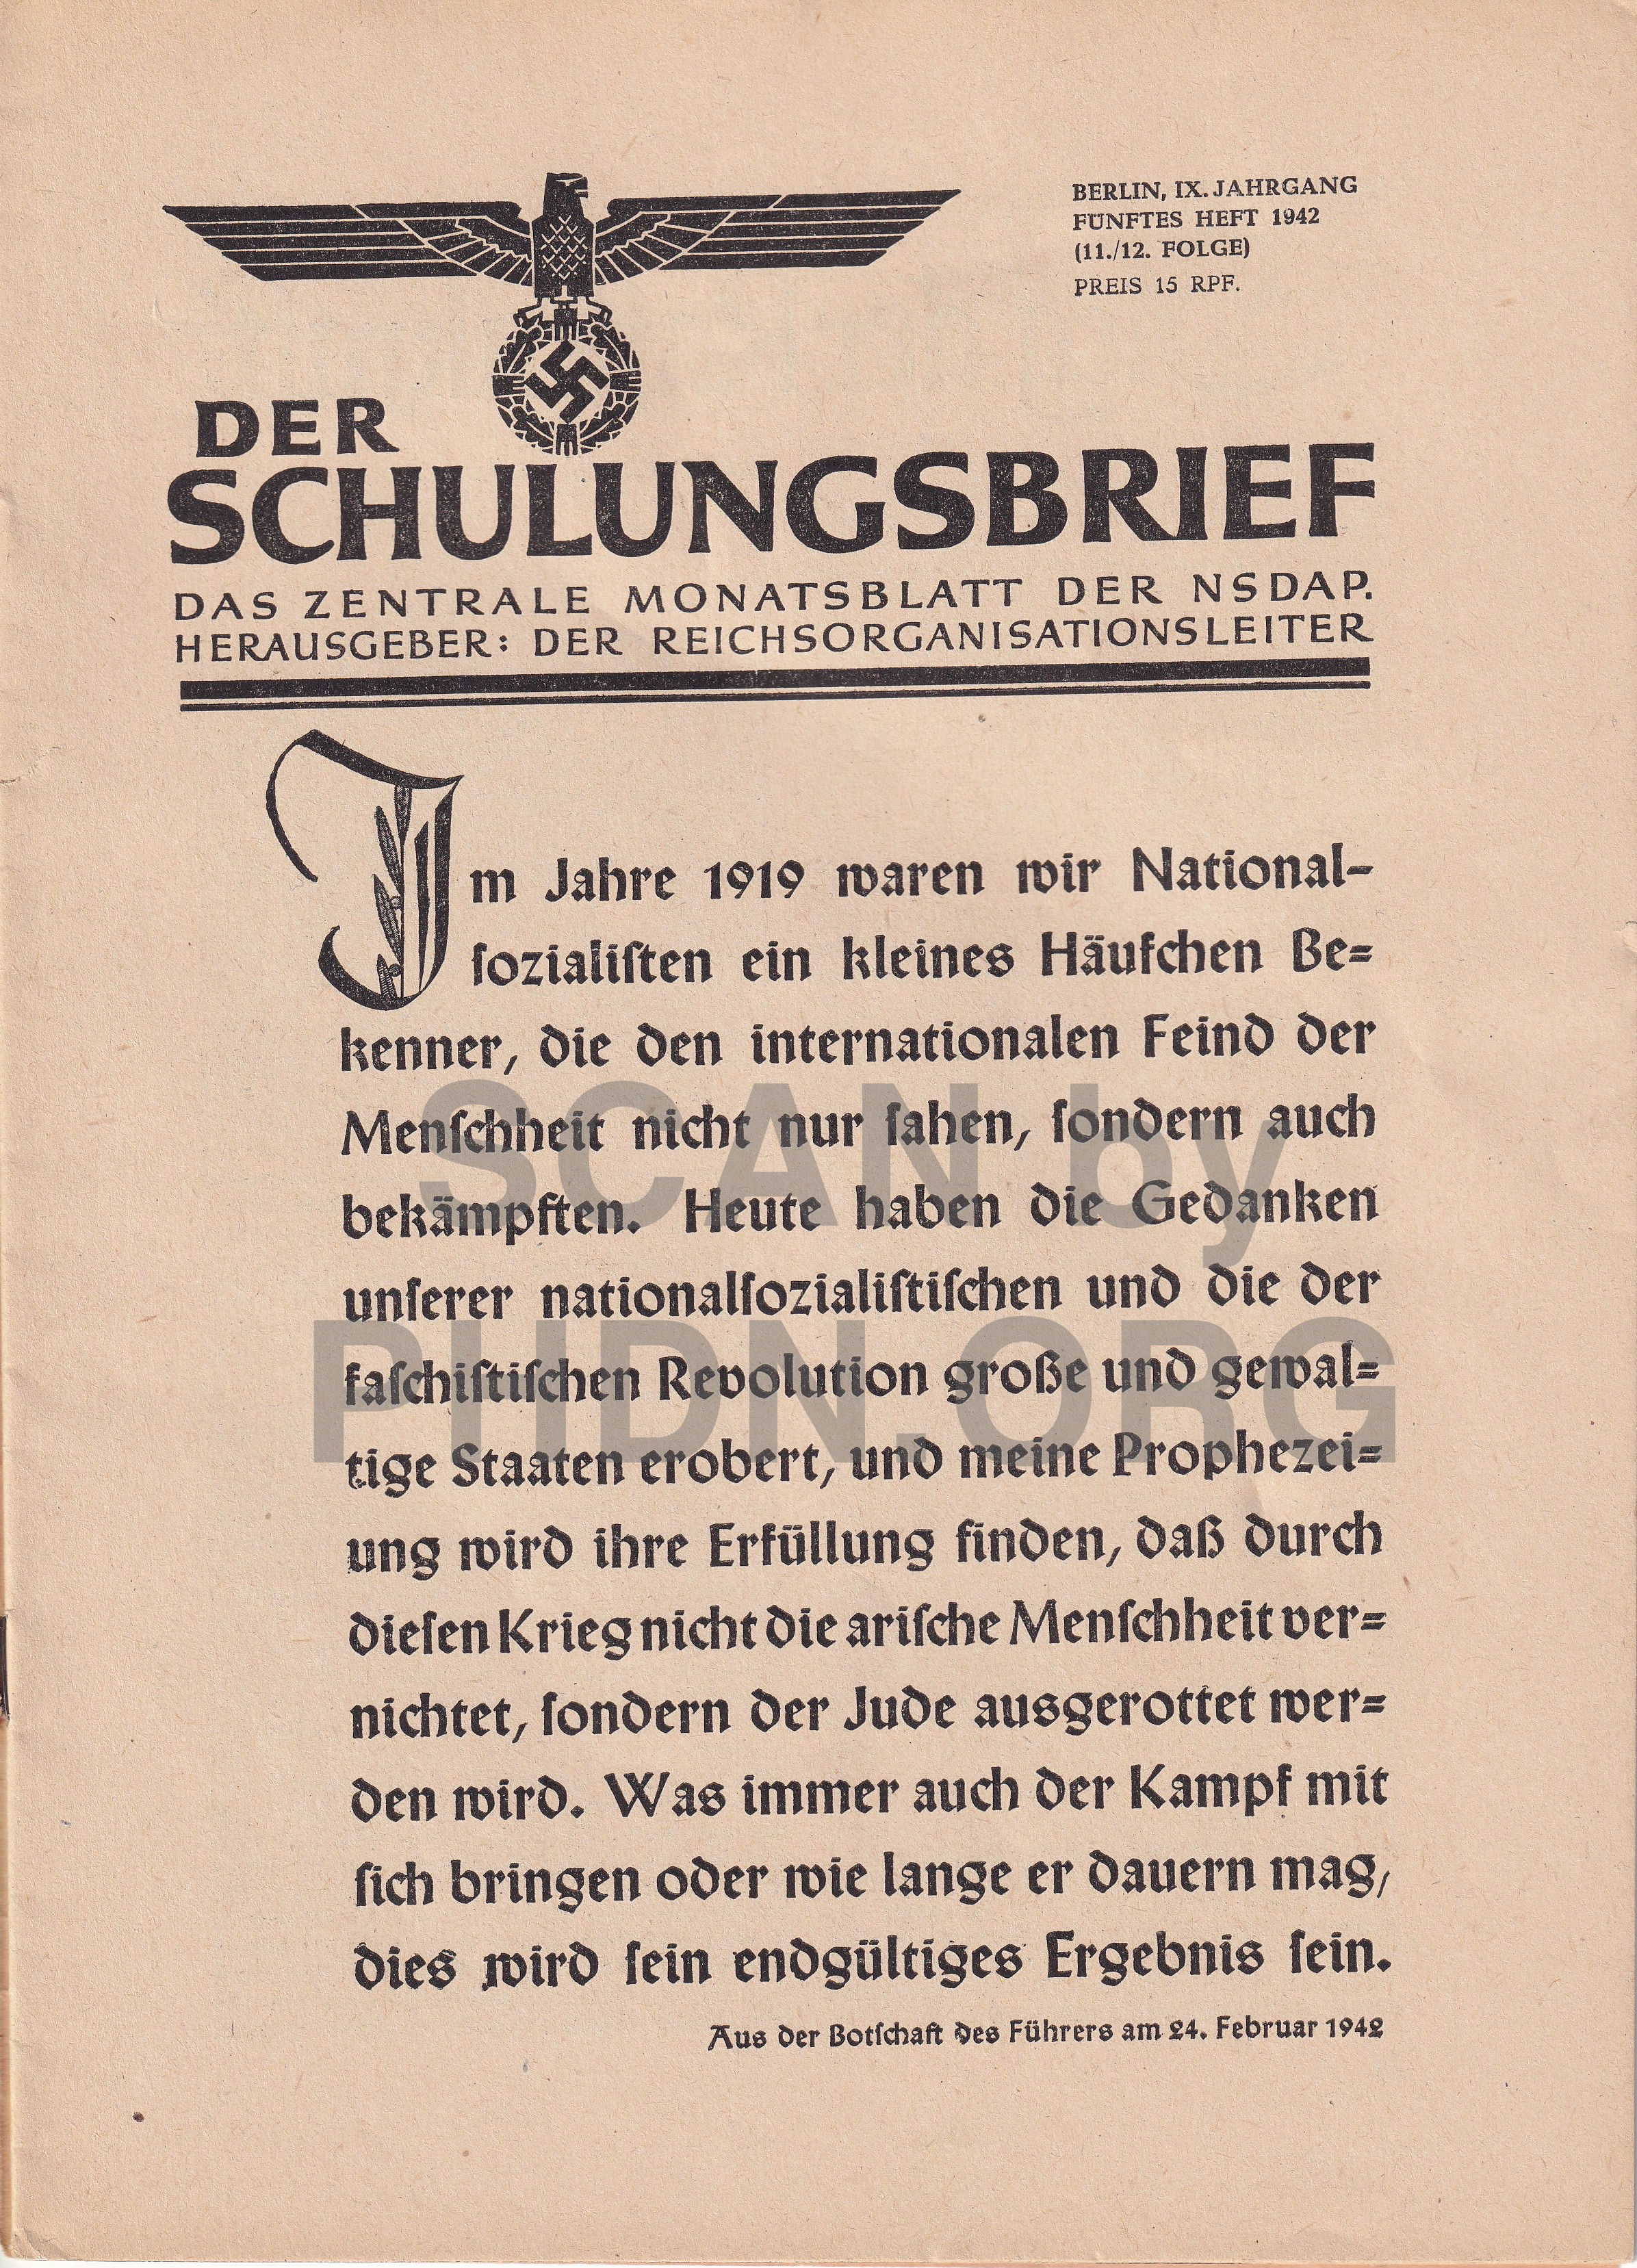 BERLIN, IX. JAHRGANG
FÜNFTES HEFT 1942
(11./12. FOLGE)
PREIS 15 RPF.
DER
SCHULUNGSBRIEF
DAS ZENTRALE MONATSBLATT DER NSDAP.
HERAUSGEBER: DER REICHSORGANISATIONSLEITER
Im Jahre 1919 waren wir National-
ſozialiſten ein kleines Häufchen Be=
kenner, die den internationalen Feind der
Menſchheit nicht nur ſahen, ſondern auch
bekämpften. Heute haben die Gedanken
unſerer nationalſozialiſtiſchen und die der
faſchiſtiſchen Revolution große und gewal=
tige Staaten erobert, und meine Prophezei=
ung wird ihre Erfüllung finden, daß durch
dieſen Krieg nicht die ariſche Menſchheit ver=
nichtet, ſondern der Jude ausgerottet wer=
den wird. Was immer auch der Kampf mit
ſich bringen oder wie lange er dauern mag,
dies wird ſein endgültiges Ergebnis ſein.
Aus der Botſchaft des Führers am 24. Februar 1942
SCAN by
PHDN.ORG